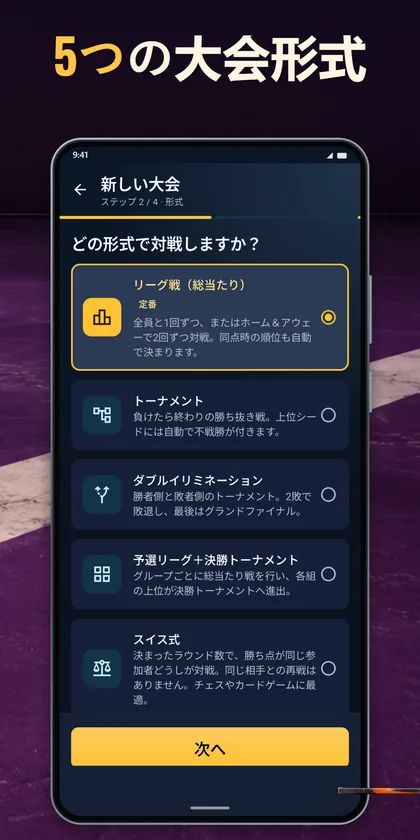 5つの大会形式
9:41
新しい大会
ステップ 2 / 4 · 形式
どの形式で対戦しますか？
リーグ戦（総当たり）
定番
全員と1回ずつ、またはホーム＆アウェ
ーで2回ずつ対戦。同点時の順位も自動
で決まります。
トーナメント
負けたら終わりの勝ち抜き戦。上位シー
ドには自動で不戦勝が付きます。
ダブルイリミネーション
勝者側と敗者側のトーナメント。2敗で
敗退し、最後はグランドファイナル。
予選リーグ＋決勝トーナメント
グループごとに総当たり戦を行い、各組
の上位が決勝トーナメントへ進出。
スイス式
決まったラウンド数で、勝ち点が同じ参
加者どうしが対戦。同じ相手との再戦は
ありません。チェスやカードゲームに最
適。
次へ